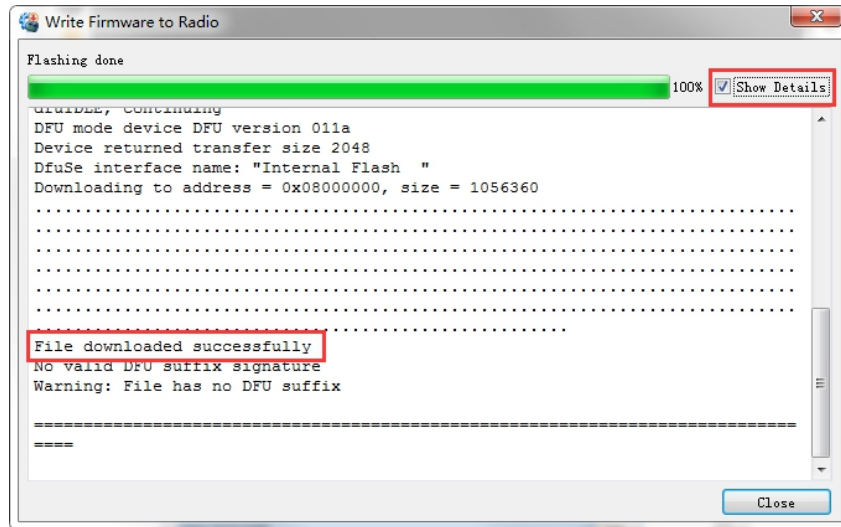 Write Firmware to Radio
Flashing done
100% Show Details
dfuIDLE, continuing
DFU mode device DFU version 011a
Device returned transfer size 2048
DfuSe interface name: "Internal Flash  "
Downloading to address = 0x08000000, size = 1056360
............................................................................
............................................................................
............................................................................
............................................................................
............................................................................
............................................................................
.....................................................
File downloaded successfully
No valid DFU suffix signature
Warning: File has no DFU suffix
============================================================================
====
Close